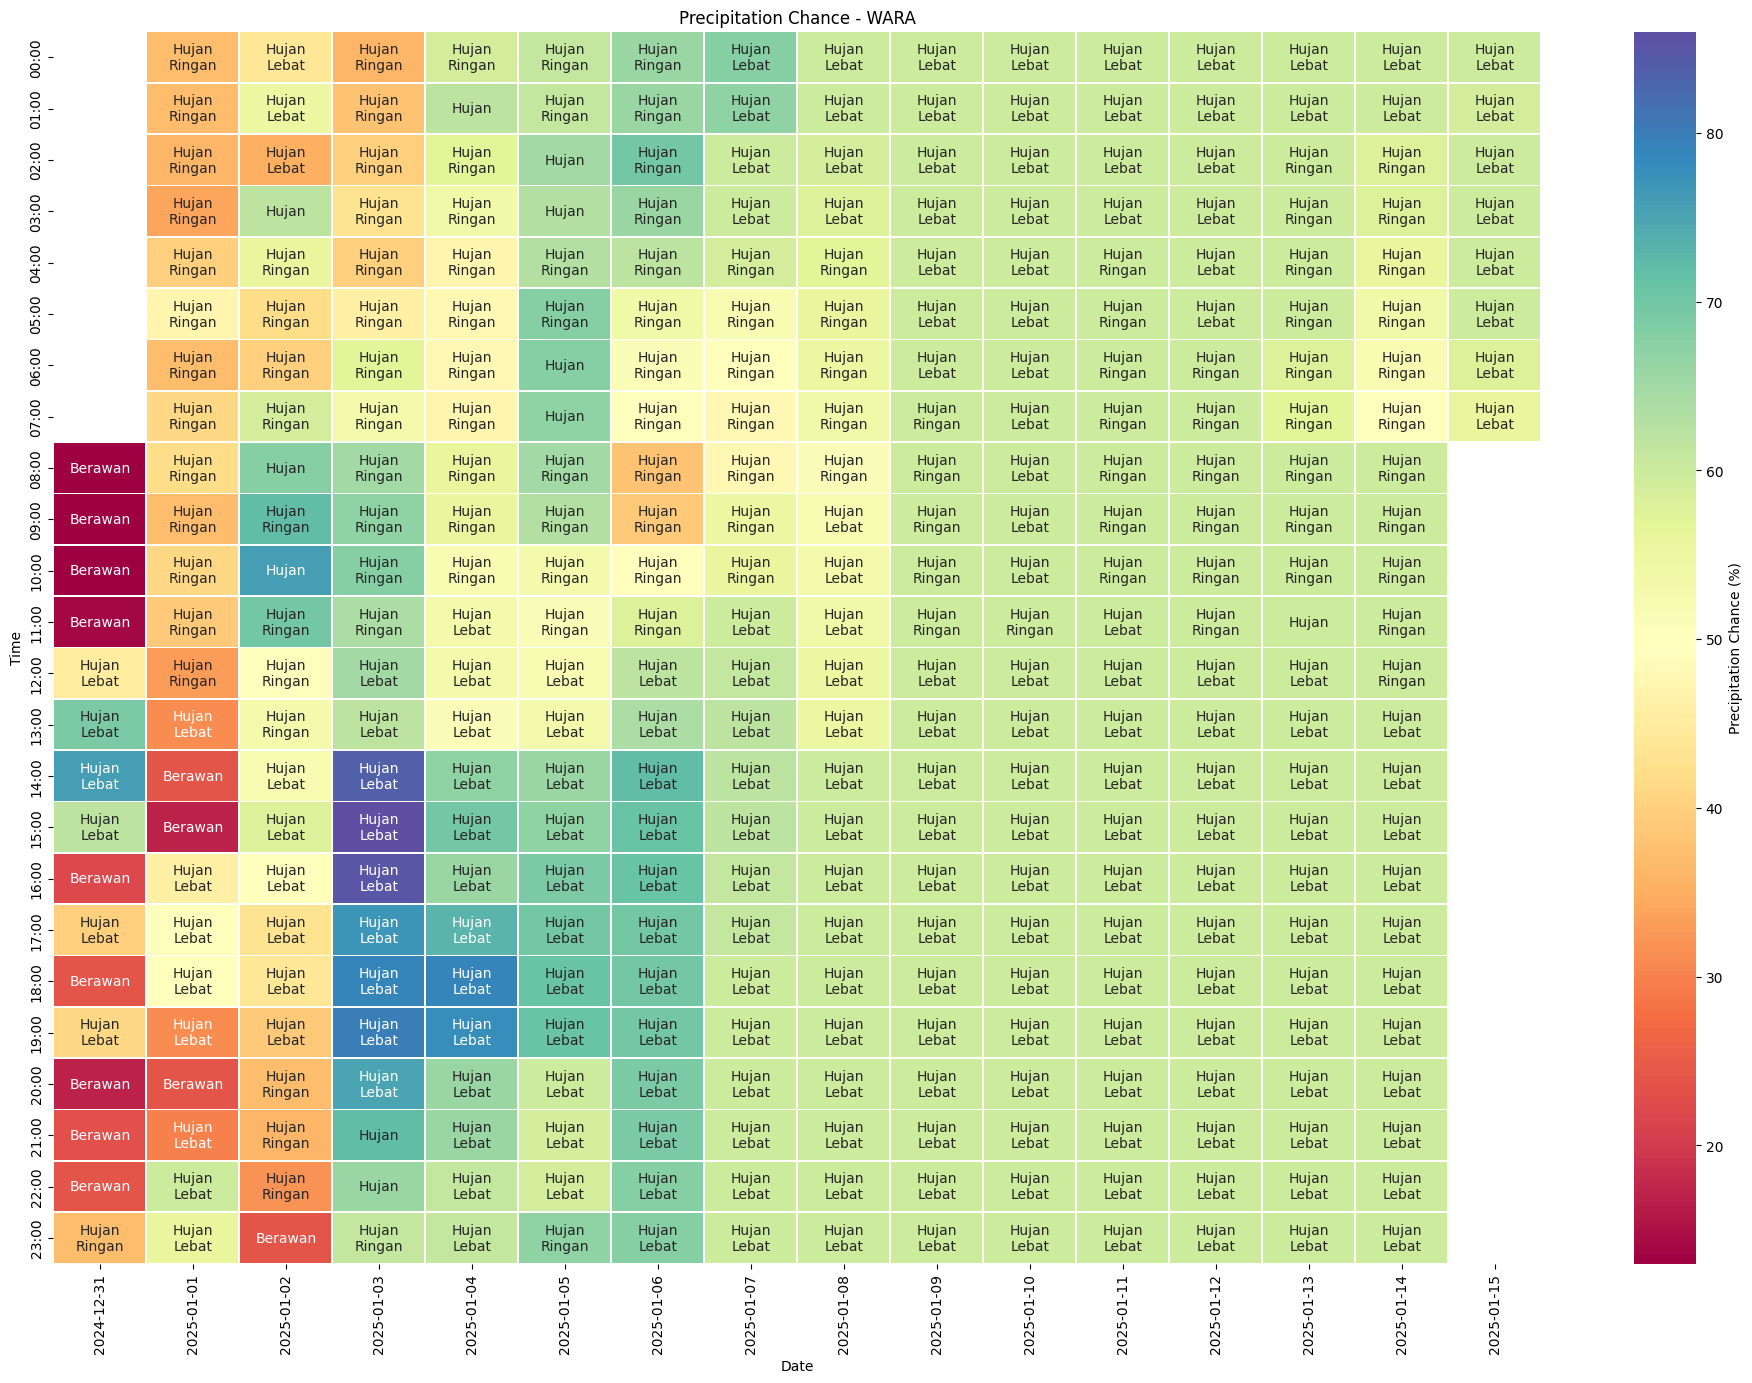 Precipitation Chance - WARA
00:00 Hujan Ringan Hujan Lebat Hujan Ringan Hujan Ringan Hujan Ringan Hujan Ringan Hujan Lebat Hujan Lebat Hujan Lebat Hujan Lebat Hujan Lebat Hujan Lebat Hujan Lebat Hujan Lebat Hujan Lebat
01:00 Hujan Ringan Hujan Lebat Hujan Ringan Hujan Hujan Ringan Hujan Ringan Hujan Lebat Hujan Lebat Hujan Lebat Hujan Lebat Hujan Lebat Hujan Lebat Hujan Lebat Hujan Lebat Hujan Lebat
02:00 Hujan Ringan Hujan Lebat Hujan Ringan Hujan Ringan Hujan Hujan Ringan Hujan Lebat Hujan Lebat Hujan Lebat Hujan Lebat Hujan Lebat Hujan Lebat Hujan Ringan Hujan Ringan Hujan Lebat
03:00 Hujan Ringan Hujan Hujan Ringan Hujan Ringan Hujan Hujan Ringan Hujan Lebat Hujan Lebat Hujan Lebat Hujan Lebat Hujan Lebat Hujan Lebat Hujan Ringan Hujan Ringan Hujan Lebat
04:00 Hujan Ringan Hujan Ringan Hujan Ringan Hujan Ringan Hujan Ringan Hujan Ringan Hujan Ringan Hujan Ringan Hujan Lebat Hujan Lebat Hujan Ringan Hujan Lebat Hujan Ringan Hujan Ringan Hujan Lebat
05:00 Hujan Ringan Hujan Ringan Hujan Ringan Hujan Ringan Hujan Ringan Hujan Ringan Hujan Ringan Hujan Ringan Hujan Lebat Hujan Lebat Hujan Ringan Hujan Lebat Hujan Ringan Hujan Ringan Hujan Lebat
06:00 Hujan Ringan Hujan Ringan Hujan Ringan Hujan Ringan Hujan Hujan Ringan Hujan Ringan Hujan Ringan Hujan Lebat Hujan Lebat Hujan Ringan Hujan Ringan Hujan Ringan Hujan Ringan Hujan Lebat
07:00 Hujan Ringan Hujan Ringan Hujan Ringan Hujan Ringan Hujan Hujan Ringan Hujan Ringan Hujan Ringan Hujan Ringan Hujan Lebat Hujan Ringan Hujan Ringan Hujan Ringan Hujan Ringan Hujan Lebat
08:00 Berawan Hujan Ringan Hujan Hujan Ringan Hujan Ringan Hujan Ringan Hujan Ringan Hujan Ringan Hujan Ringan Hujan Ringan Hujan Lebat Hujan Ringan Hujan Ringan Hujan Ringan Hujan Ringan
09:00 Berawan Hujan Ringan Hujan Ringan Hujan Ringan Hujan Ringan Hujan Ringan Hujan Ringan Hujan Ringan Hujan Lebat Hujan Ringan Hujan Lebat Hujan Ringan Hujan Ringan Hujan Ringan Hujan Ringan
10:00 Berawan Hujan Ringan Hujan Hujan Ringan Hujan Ringan Hujan Ringan Hujan Ringan Hujan Ringan Hujan Lebat Hujan Ringan Hujan Lebat Hujan Ringan Hujan Ringan Hujan Ringan Hujan Ringan
11:00 Berawan Hujan Ringan Hujan Ringan Hujan Ringan Hujan Lebat Hujan Ringan Hujan Ringan Hujan Lebat Hujan Lebat Hujan Ringan Hujan Ringan Hujan Lebat Hujan Ringan Hujan Hujan Ringan
12:00 Hujan Lebat Hujan Ringan Hujan Ringan Hujan Lebat Hujan Lebat Hujan Lebat Hujan Lebat Hujan Lebat Hujan Lebat Hujan Lebat Hujan Lebat Hujan Lebat Hujan Lebat Hujan Lebat Hujan Ringan
13:00 Hujan Lebat Hujan Lebat Hujan Ringan Hujan Lebat Hujan Lebat Hujan Lebat Hujan Lebat Hujan Lebat Hujan Lebat Hujan Lebat Hujan Lebat Hujan Lebat Hujan Lebat Hujan Lebat Hujan Lebat
14:00 Hujan Lebat Berawan Hujan Lebat Hujan Lebat Hujan Lebat Hujan Lebat Hujan Lebat Hujan Lebat Hujan Lebat Hujan Lebat Hujan Lebat Hujan Lebat Hujan Lebat Hujan Lebat Hujan Lebat
15:00 Hujan Lebat Berawan Hujan Lebat Hujan Lebat Hujan Lebat Hujan Lebat Hujan Lebat Hujan Lebat Hujan Lebat Hujan Lebat Hujan Lebat Hujan Lebat Hujan Lebat Hujan Lebat Hujan Lebat
16:00 Berawan Hujan Lebat Hujan Lebat Hujan Lebat Hujan Lebat Hujan Lebat Hujan Lebat Hujan Lebat Hujan Lebat Hujan Lebat Hujan Lebat Hujan Lebat Hujan Lebat Hujan Lebat Hujan Lebat
17:00 Hujan Lebat Hujan Lebat Hujan Lebat Hujan Lebat Hujan Lebat Hujan Lebat Hujan Lebat Hujan Lebat Hujan Lebat Hujan Lebat Hujan Lebat Hujan Lebat Hujan Lebat Hujan Lebat Hujan Lebat
18:00 Berawan Hujan Lebat Hujan Lebat Hujan Lebat Hujan Lebat Hujan Lebat Hujan Lebat Hujan Lebat Hujan Lebat Hujan Lebat Hujan Lebat Hujan Lebat Hujan Lebat Hujan Lebat Hujan Lebat
19:00 Hujan Lebat Hujan Lebat Hujan Lebat Hujan Lebat Hujan Lebat Hujan Lebat Hujan Lebat Hujan Lebat Hujan Lebat Hujan Lebat Hujan Lebat Hujan Lebat Hujan Lebat Hujan Lebat Hujan Lebat
20:00 Berawan Berawan Hujan Ringan Hujan Lebat Hujan Lebat Hujan Lebat Hujan Lebat Hujan Lebat Hujan Lebat Hujan Lebat Hujan Lebat Hujan Lebat Hujan Lebat Hujan Lebat Hujan Lebat
21:00 Berawan Hujan Lebat Hujan Ringan Hujan Hujan Lebat Hujan Lebat Hujan Lebat Hujan Lebat Hujan Lebat Hujan Lebat Hujan Lebat Hujan Lebat Hujan Lebat Hujan Lebat Hujan Lebat
22:00 Berawan Hujan Lebat Hujan Ringan Hujan Hujan Lebat Hujan Lebat Hujan Lebat Hujan Lebat Hujan Lebat Hujan Lebat Hujan Lebat Hujan Lebat Hujan Lebat Hujan Lebat Hujan Lebat
23:00 Hujan Ringan Hujan Lebat Berawan Hujan Ringan Hujan Lebat Hujan Ringan Hujan Lebat Hujan Lebat Hujan Lebat Hujan Lebat Hujan Lebat Hujan Lebat Hujan Lebat Hujan Lebat Hujan Lebat
Time
2024-12-31
2025-01-01
2025-01-02
2025-01-03
2025-01-04
2025-01-05
2025-01-06
2025-01-07
2025-01-08
2025-01-09
2025-01-10
2025-01-11
2025-01-12
2025-01-13
2025-01-14
2025-01-15
Date
80
70
60
50
40
30
20
Precipitation Chance (%)